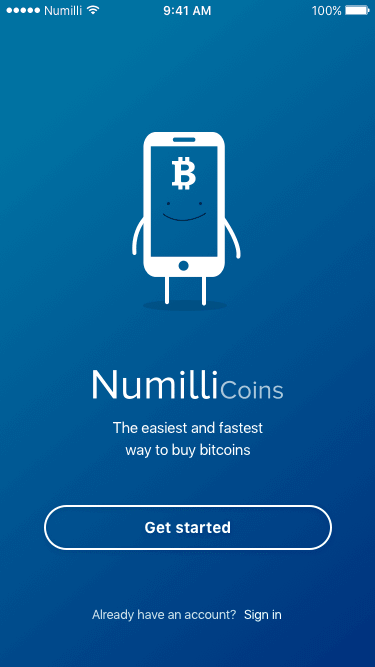 Numilli 9:41 AM 100%
NumilliCoins
The easiest and fastest
way to buy bitcoins
Get started
Already have an account? Sign in